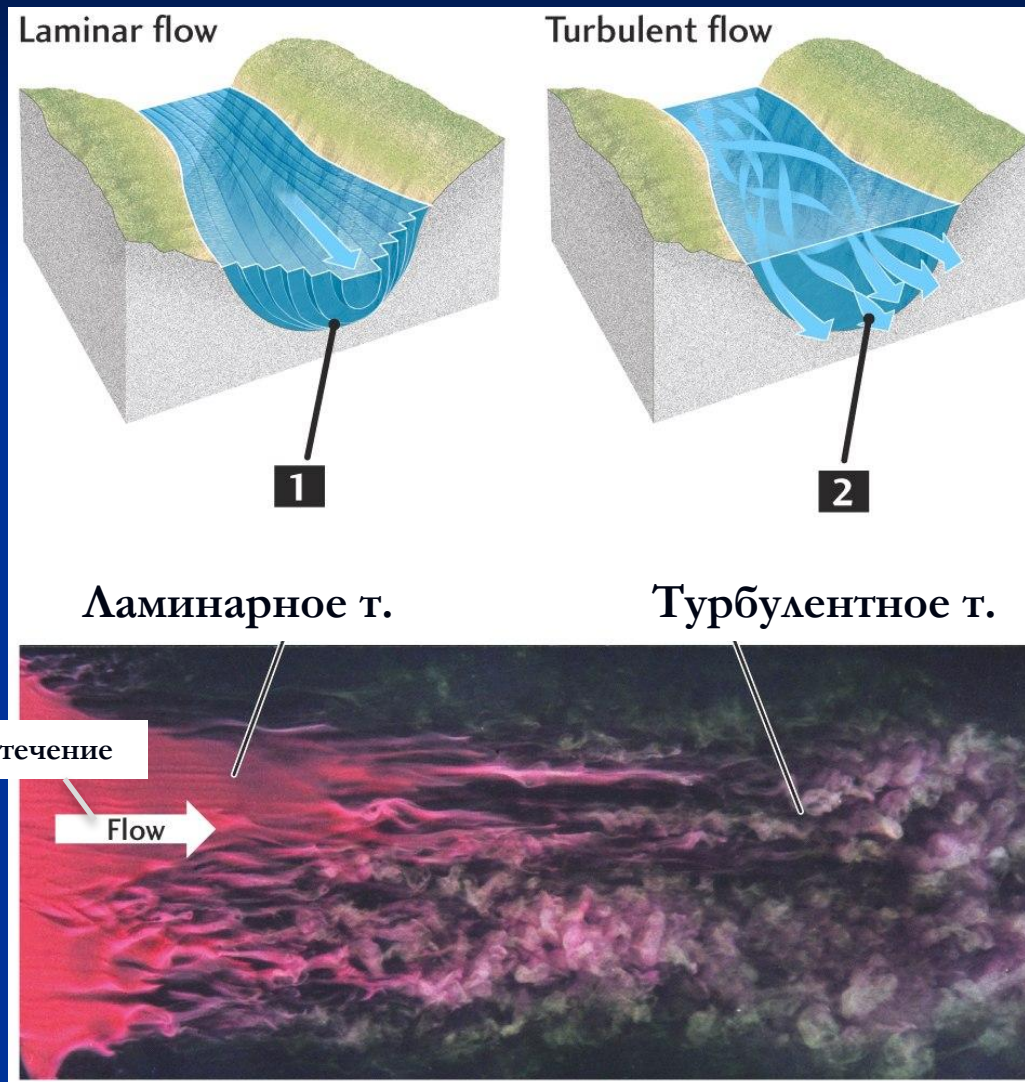 Laminar flow
Turbulent flow
1
2
Ламинарное т.
Турбулентное т.
течение
Flow